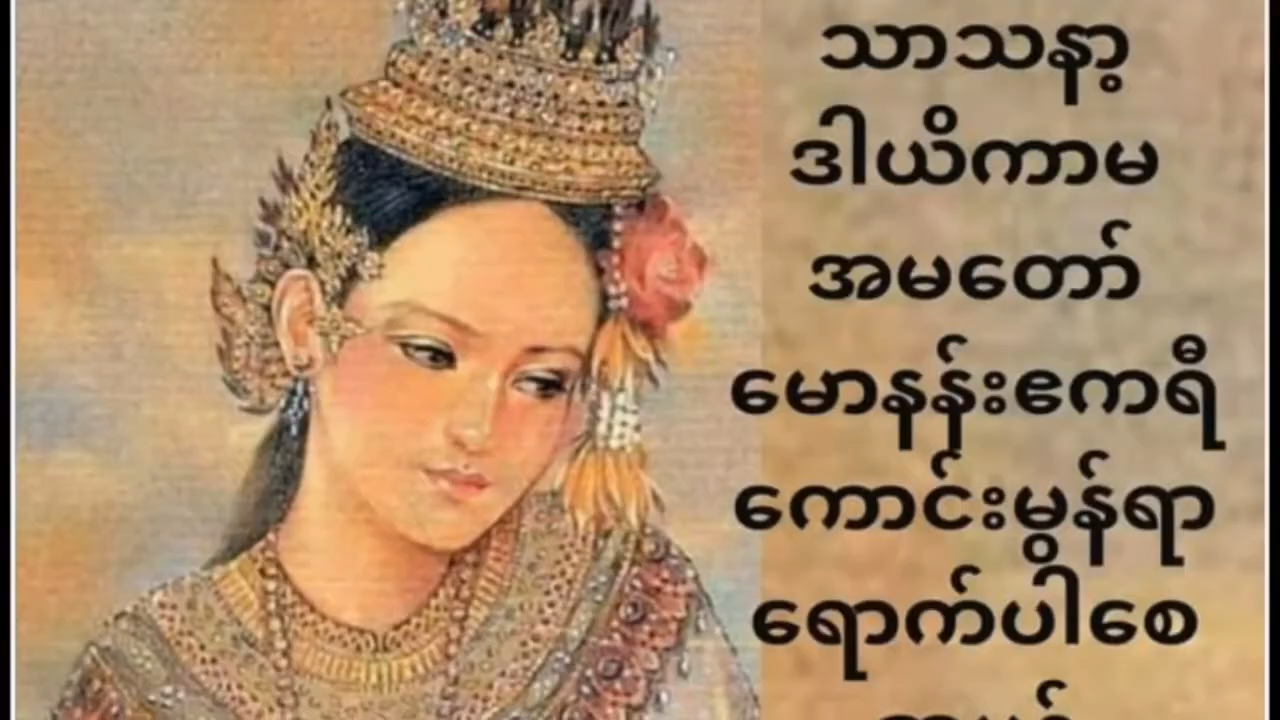 သာသနာ့
ဒါယိကာမ
အမတော်
မောနန်းဧကရီ
ကောင်းမွန်ရာ
ရောက်ပါစေ